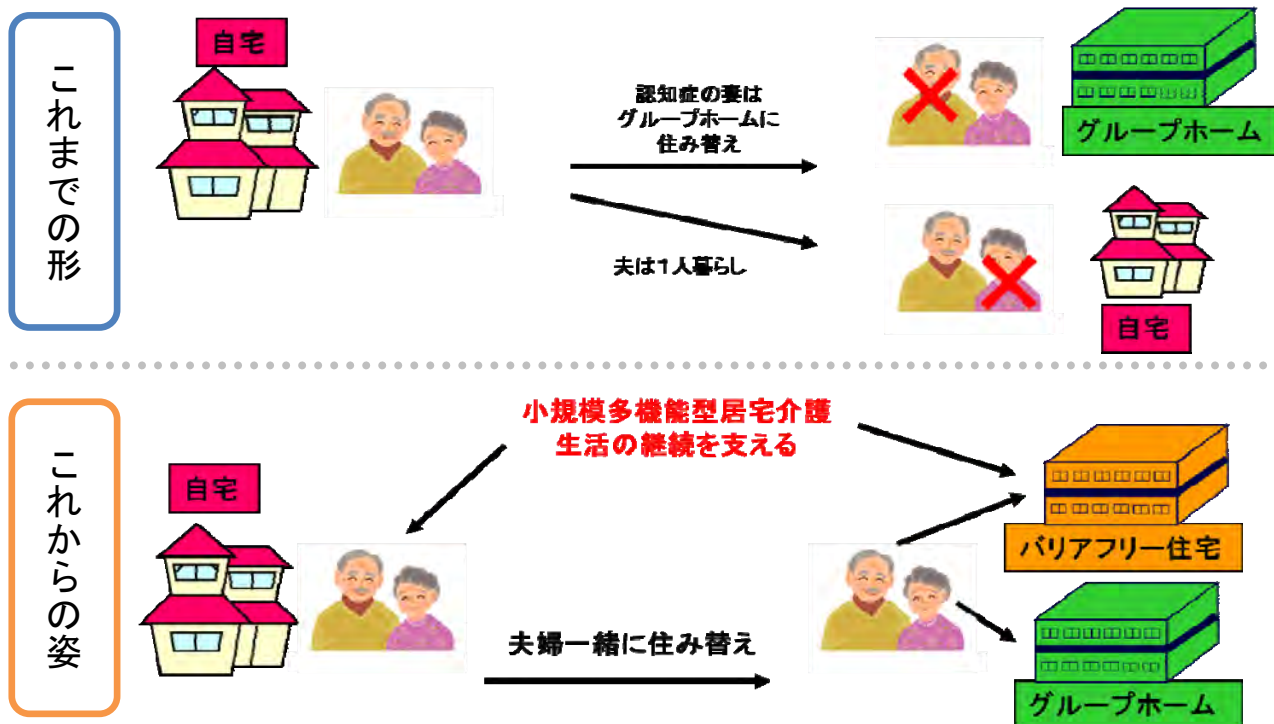 これまでの形
自宅
認知症の妻は
グループホームに
住み替え
夫は1人暮らし
グループホーム
自宅
これからの姿
小規模多機能型居宅介護
生活の継続を支える
自宅
夫婦一緒に住み替え
バリアフリー住宅
グループホーム